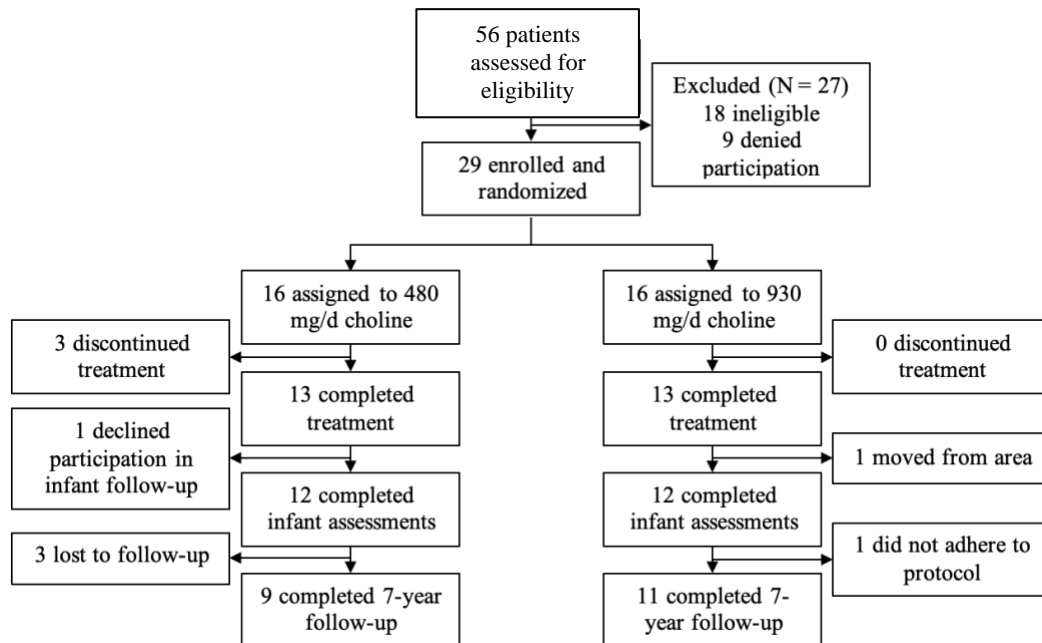 56 patients
assessed for
eligibility
Excluded (N = 27)
18 ineligible
9 denied
participation
29 enrolled and
randomized
16 assigned to 480
mg/d choline
16 assigned to 930
mg/d choline
3 discontinued
treatment
0 discontinued
treatment
13 completed
treatment
13 completed
treatment
1 declined
participation in
infant follow-up
1 moved from area
12 completed
infant assessments
12 completed
infant assessments
3 lost to follow-up
1 did not adhere to
protocol
9 completed 7-year
follow-up
11 completed 7-
year follow-up